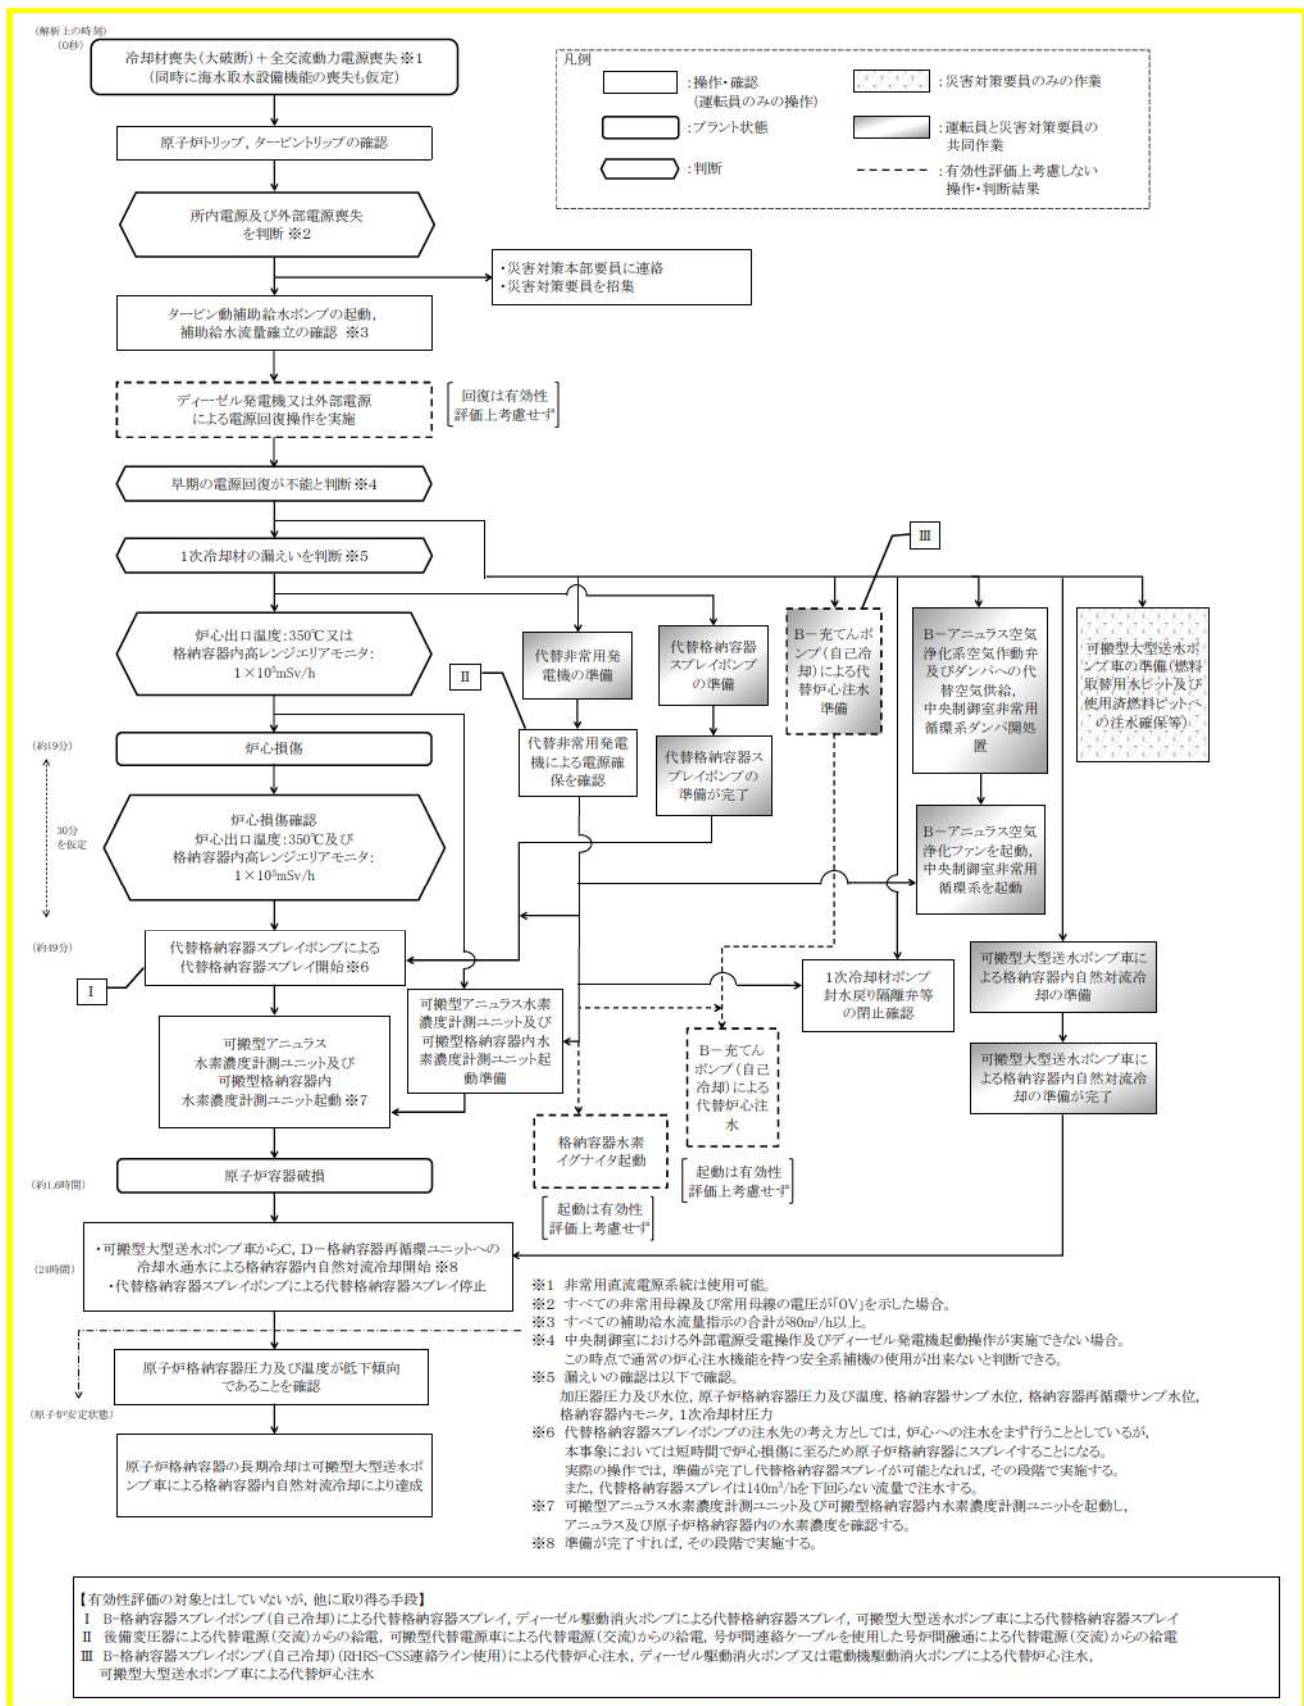 (解析上の時刻)
(0秒)
冷却材喪失(大破断)+全交流動力電源喪失※1
(同時に海水取水設備機能の喪失も仮定)
原子炉トリップ,タービントリップの確認
所内電源及び外部電源喪失
を判断※2
・災害対策本部要員に連絡
・災害対策要員を招集
タービン動補助給水ポンプの起動,
補助給水流量確立の確認 ※3
ディーゼル発電機又は外部電源
による電源回復操作を実施
回復は有効性
評価上考慮せず
早期の電源回復が不能と判断※4
1次冷却材の漏えいを判断※5
炉心出口温度:350℃又は
格納容器内高レンジエリアモニタ:
1×10⁵mSv/h
(約19分)
炉心損傷
30分
を仮定
炉心損傷確認
炉心出口温度:350℃及び
格納容器内高レンジエリアモニタ:
1×10⁵mSv/h
(約49分)
代替格納容器スプレイポンプによる
代替格納容器スプレイ開始※6
Ⅰ
可搬型アニュラス
水素濃度計測ユニット及び
可搬型格納容器内
水素濃度計測ユニット起動※7
(約1.6時間)
原子炉容器破損
(24時間)
・可搬型大型送水ポンプ車からC,D-格納容器再循環ユニットへの
冷却水通水による格納容器内自然対流冷却開始 ※8
・代替格納容器スプレイポンプによる代替格納容器スプレイ停止
原子炉格納容器圧力及び温度が低下傾向
であることを確認
(原子炉安定状態)
原子炉格納容器の長期冷却は可搬型大型送水ポ
ンプ車による格納容器内自然対流冷却により達成
凡例
:操作・確認
(運転員のみの操作)
:プラント状態
:判断
:災害対策要員のみの作業
:運転員と災害対策要員の
共同作業
:有効性評価上考慮しない
操作・判断結果
Ⅱ
代替非常用発
電機の準備
代替非常用発電
機による電源確
保を確認
代替格納容器
スプレイポンプ
の準備
代替格納容器ス
プレイポンプの
準備が完了
Ⅲ
B-充てんポ
ンプ(自己冷
却)による代
替炉心注水
準備
B-アニュラス空気
浄化系空気作動弁
及びダンパへの代
替空気供給,
中央制御室非常用
循環系ダンパ開処
置
B-アニュラス空気
浄化ファンを起動,
中央制御室非常用
循環系を起動
可搬型大型送水ポ
ンプ車の準備(燃料
取替用水ピット及び
使用済燃料ピットへ
の注水確保等)
可搬型アニュラス水素
濃度計測ユニット及び
可搬型格納容器内水
素濃度計測ユニット起
動準備
1次冷却材ポンプ
封水戻り隔離弁等
の閉止確認
可搬型大型送水ポンプ車
による格納容器内自然対流冷
却の準備
可搬型大型送水ポンプ車に
よる格納容器内自然対流冷
却の準備が完了
B-充てん
ポンプ(自己
冷却)による
代替炉心注
水
起動は有効性
評価上考慮せず
格納容器水素
イグナイタ起動
起動は有効性
評価上考慮せず
※1 非常用直流電源系統は使用可能。
※2 すべての非常用母線及び常用母線の電圧が「0V」を示した場合。
※3 すべての補助給水流量指示の合計が80m³/h以上。
※4 中央制御室における外部電源受電操作及びディーゼル発電機起動操作が実施できない場合。
この時点で通常の炉心注水機能を持つ安全系補機の使用が出来ないと判断できる。
※5 漏えいの確認は以下で確認。
加圧器圧力及び水位,原子炉格納容器圧力及び温度,格納容器サンプ水位,格納容器再循環サンプ水位,
格納容器内モニタ,1次冷却材圧力
※6 代替格納容器スプレイポンプの注水先の考え方としては,炉心への注水をまず行うこととしているが,
本事象においては短時間で炉心損傷に至るため原子炉格納容器にスプレイすることになる。
実際の操作では,準備が完了し代替格納容器スプレイが可能となれば,その段階で実施する。
また,代替格納容器スプレイは140m³/hを下回らない流量で注水する。
※7 可搬型アニュラス水素濃度計測ユニット及び可搬型格納容器内水素濃度計測ユニットを起動し,
アニュラス及び原子炉格納容器内の水素濃度を確認する。
※8 準備が完了すれば,その段階で実施する。
【有効性評価の対象とはしていないが,他に取り得る手段】
Ⅰ B-格納容器スプレイポンプ(自己冷却)による代替格納容器スプレイ,ディーゼル駆動消火ポンプによる代替格納容器スプレイ,可搬型大型送水ポンプ車による代替格納容器スプレイ
Ⅱ 後備変圧器による代替電源(交流)からの給電,可搬型代替電源車による代替電源(交流)からの給電,号炉間連絡ケーブルを使用した号炉間融通による代替電源(交流)からの給電
Ⅲ B-格納容器スプレイポンプ(自己冷却)(RHRS-CSS連絡ライン使用)による代替炉心注水,ディーゼル駆動消火ポンプ又は電動機駆動消火ポンプによる代替炉心注水,
可搬型大型送水ポンプ車による代替炉心注水